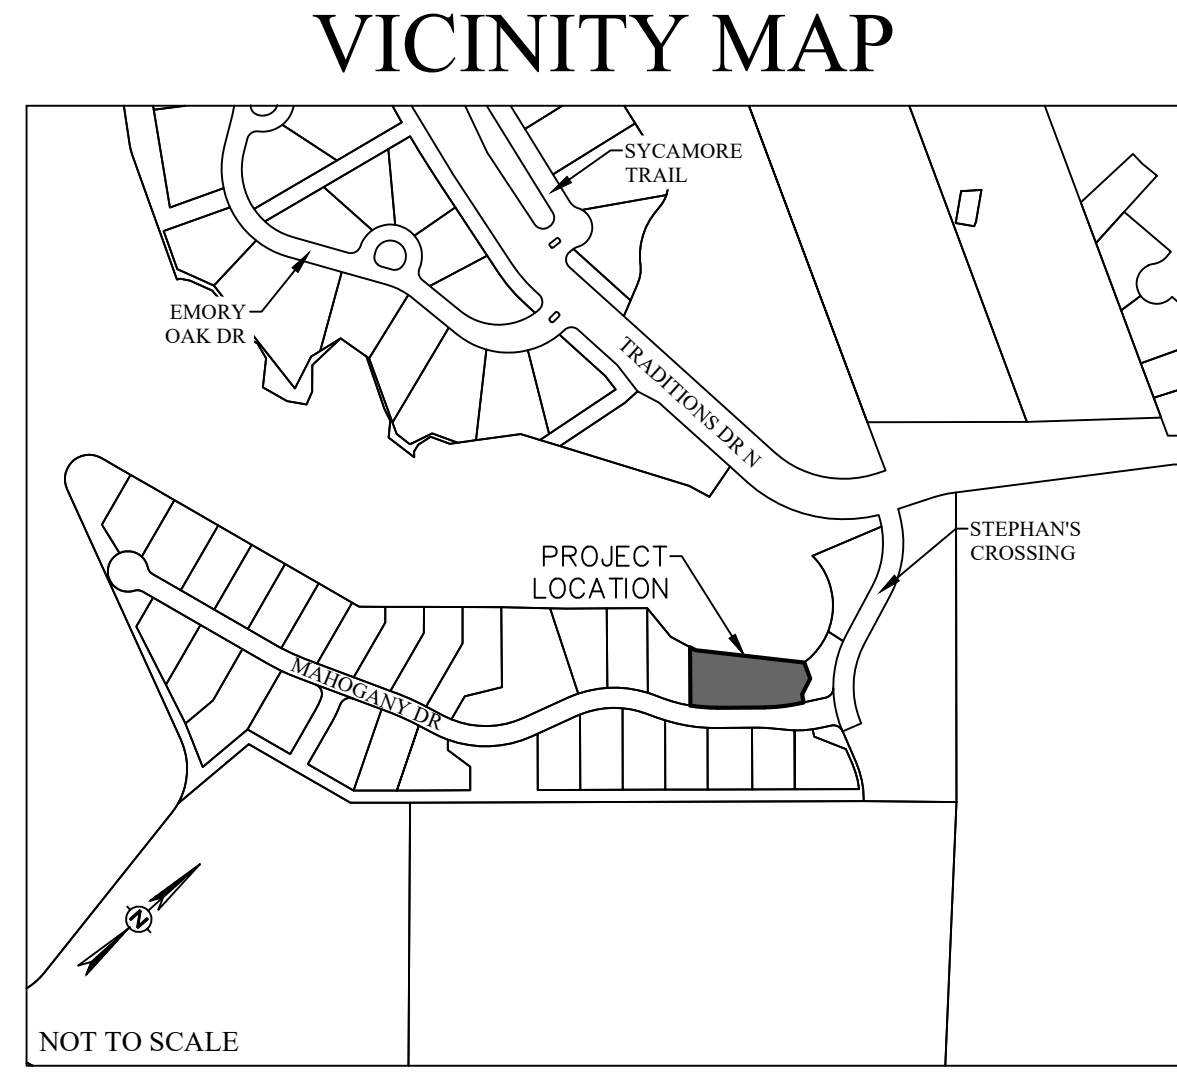 VICINITY MAP
SYCAMORE
TRAIL
EMORY
OAK DR
TRADITIONS DR N
STEPHAN'S
CROSSING
PROJECT
LOCATION
MAHOGANY DR
N
NOT TO SCALE